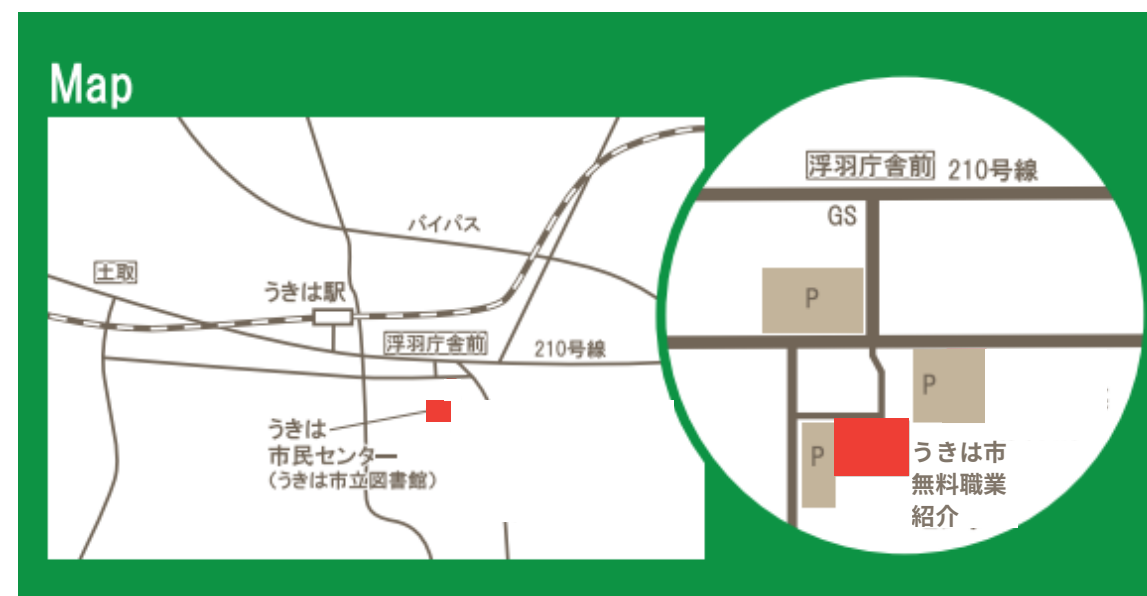 Map
バイパス
土取
うきは駅
浮羽庁舎前
210号線
うきは
市民センター
(うきは市立図書館)
浮羽庁舎前 210号線
GS
P
P
P
うきは市
無料職業
紹介